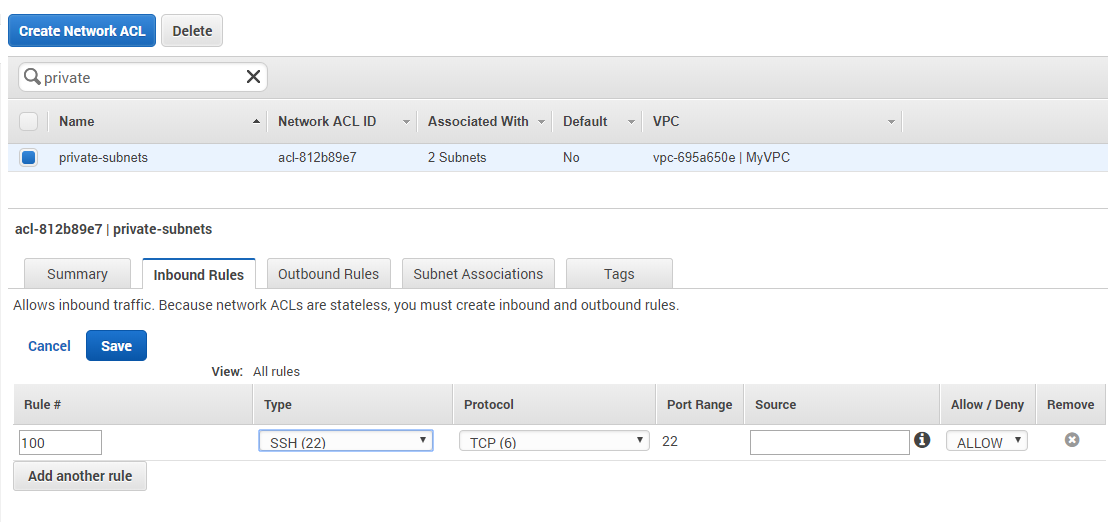 Create Network ACL Delete
private
Name Network ACL ID Associated With Default VPC
private-subnets acl-812b89e7 2 Subnets No vpc-695a650e | MyVPC
acl-812b89e7 | private-subnets
Summary Inbound Rules Outbound Rules Subnet Associations Tags
Allows inbound traffic. Because network ACLs are stateless, you must create inbound and outbound rules.
Cancel Save
View: All rules
Rule # Type Protocol Port Range Source Allow / Deny Remove
100 SSH (22) TCP (6) 22 ALLOW
Add another rule